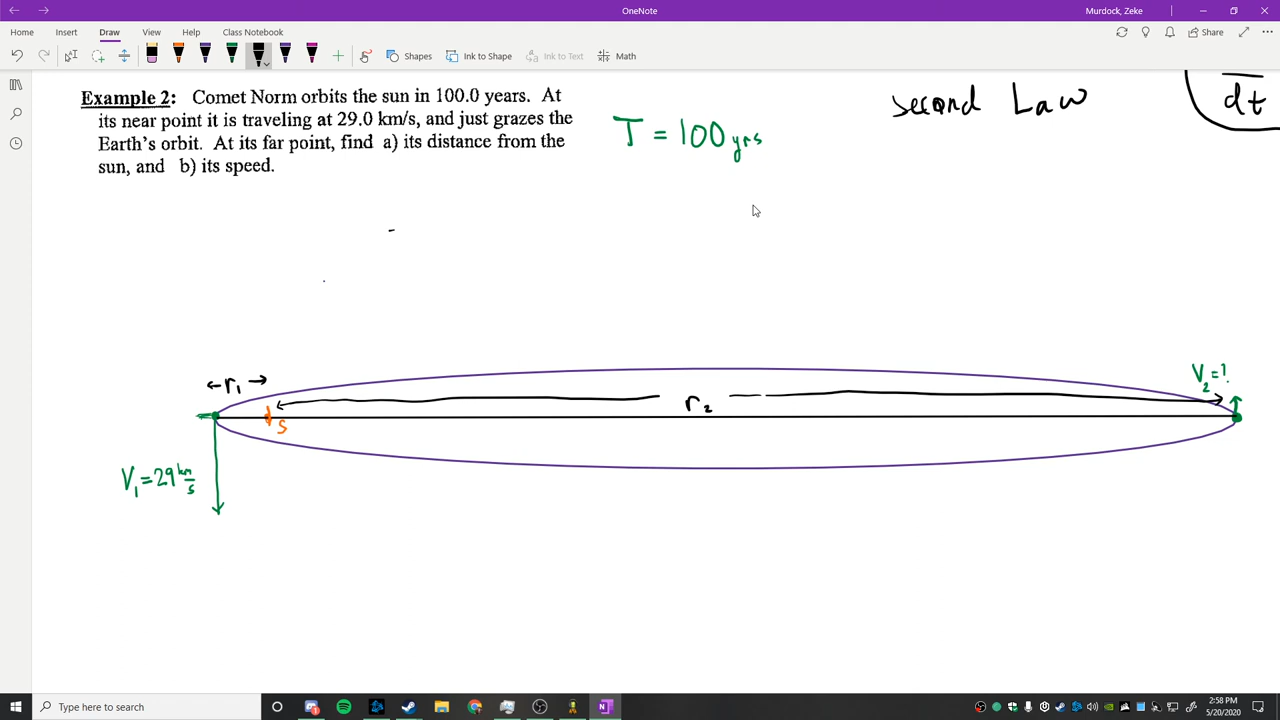 OneNote
Murdock, Zeke
Home Insert Draw View Help Class Notebook
Share
Shapes Ink to Shape Ink to Text Math
Example 2: Comet Norm orbits the sun in 100.0 years. At
its near point it is traveling at 29.0 km/s, and just grazes the
Earth's orbit. At its far point, find a) its distance from the
sun, and b) its speed.
T = 100 yrs
second Law
dt
r₁
r₂
V₂ = ?
S
V₁ = 29 km/s
Type here to search
2:58 PM
5/20/2020